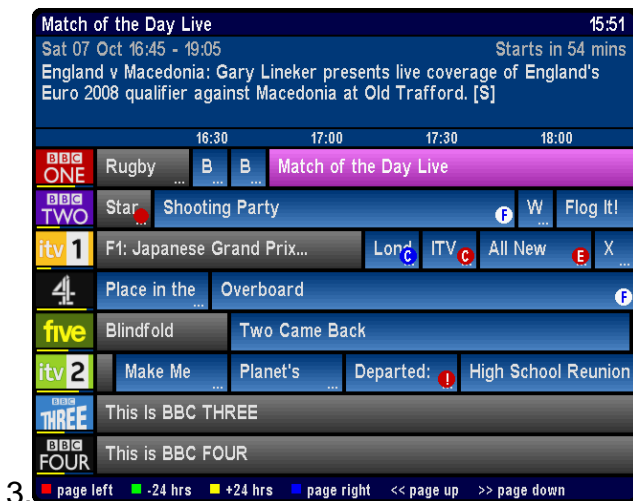 Match of the Day Live 15:51
Sat 07 Oct 16:45 - 19:05 Starts in 54 mins
England v Macedonia: Gary Lineker presents live coverage of England's
Euro 2008 qualifier against Macedonia at Old Trafford. [S]
16:30 17:00 17:30 18:00
BBC ONE Rugby ... B ... B ... Match of the Day Live
BBC TWO Star ... Shooting Party F W ... Flog It!
itv 1 F1: Japanese Grand Prix... Lond C ITV ... C All New E X ...
4 Place in the ... Overboard F
five Blindfold Two Came Back
itv 2 Make Me ... Planet's ... Departed: ! High School Reunion
BBC THREE This Is BBC THREE
BBC FOUR This is BBC FOUR
3. page left -24 hrs +24 hrs page right << page up >> page down